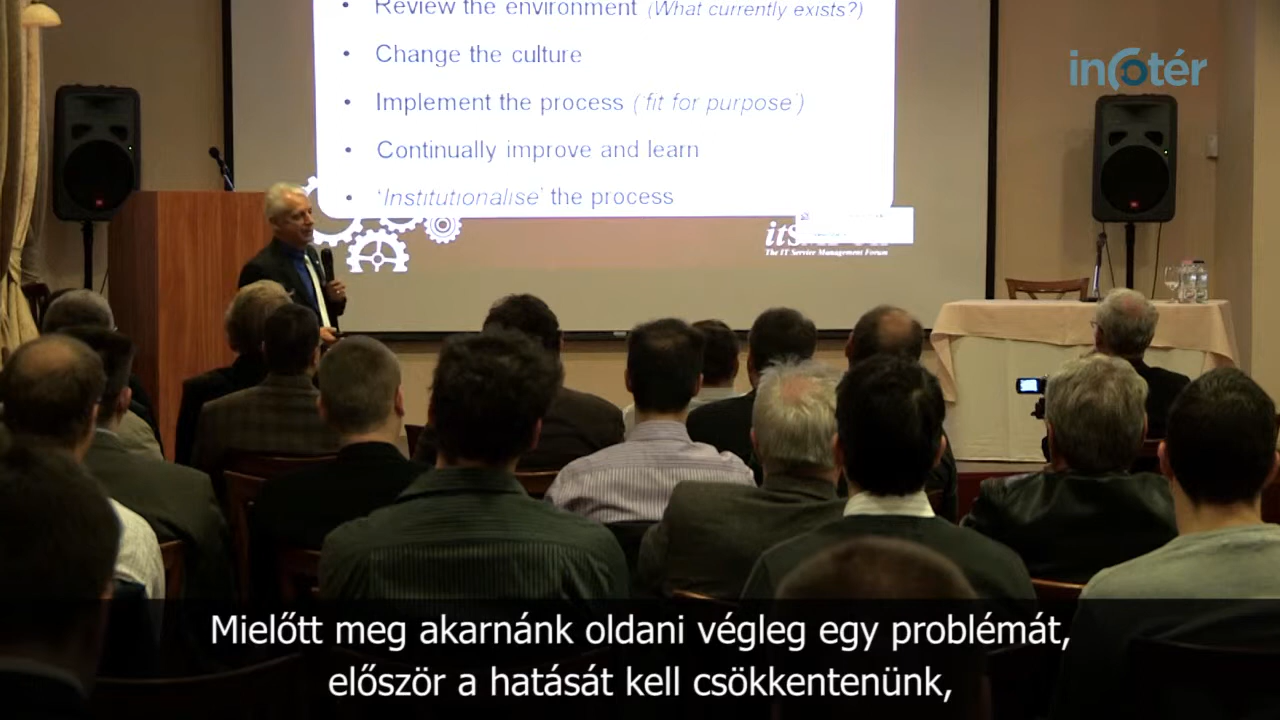 • Review the environment (What currently exists?)
• Change the culture
• Implement the process ('fit for purpose')
• Continually improve and learn
• 'Institutionalise' the process
incotér
The IT Service Management Forum
Mielőtt meg akarnánk oldani végleg egy problémát,
először a hatását kell csökkentenünk,